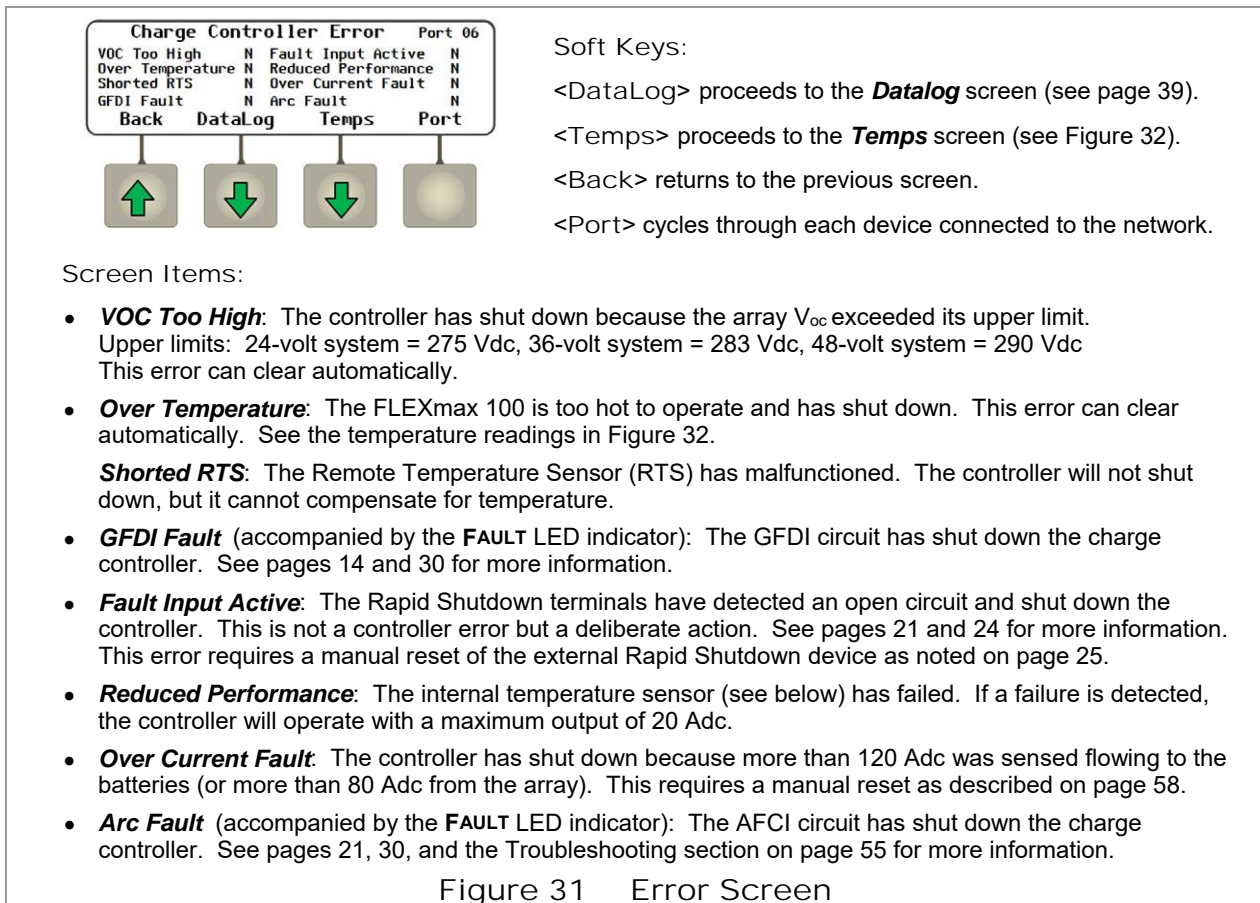 Charge Controller Error Port 06
VOC Too High N Fault Input Active N
Over Temperature N Reduced Performance N
Shorted RTS N Over Current Fault N
GFDI Fault N Arc Fault N
Back DataLog Temps Port
Soft Keys:
<DataLog> proceeds to the Datalog screen (see page 39).
<Temps> proceeds to the Temps screen (see Figure 32).
<Back> returns to the previous screen.
<Port> cycles through each device connected to the network.
Screen Items:
• VOC Too High: The controller has shut down because the array Voc exceeded its upper limit.
Upper limits: 24-volt system = 275 Vdc, 36-volt system = 283 Vdc, 48-volt system = 290 Vdc
This error can clear automatically.
• Over Temperature: The FLEXmax 100 is too hot to operate and has shut down. This error can clear
automatically. See the temperature readings in Figure 32.
Shorted RTS: The Remote Temperature Sensor (RTS) has malfunctioned. The controller will not shut
down, but it cannot compensate for temperature.
• GFDI Fault (accompanied by the FAULT LED indicator): The GFDI circuit has shut down the charge
controller. See pages 14 and 30 for more information.
• Fault Input Active: The Rapid Shutdown terminals have detected an open circuit and shut down the
controller. This is not a controller error but a deliberate action. See pages 21 and 24 for more information.
This error requires a manual reset of the external Rapid Shutdown device as noted on page 25.
• Reduced Performance: The internal temperature sensor (see below) has failed. If a failure is detected,
the controller will operate with a maximum output of 20 Adc.
• Over Current Fault: The controller has shut down because more than 120 Adc was sensed flowing to the
batteries (or more than 80 Adc from the array). This requires a manual reset as described on page 58.
• Arc Fault (accompanied by the FAULT LED indicator): The AFCI circuit has shut down the charge
controller. See pages 21, 30, and the Troubleshooting section on page 55 for more information.
Figure 31 Error Screen